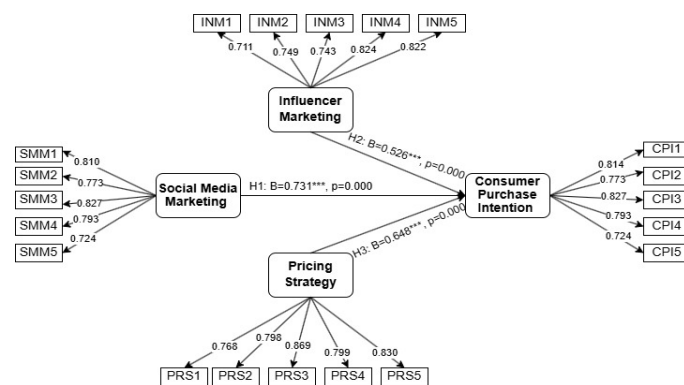 INM1 INM2 INM3 INM4 INM5
0.711 0.749 0.743 0.824 0.822
Influencer
Marketing
H2: B=0.526***, p=0.000
SMM1
SMM2
SMM3
SMM4
SMM5
0.810
0.773
0.827
0.793
0.724
Social Media
Marketing
H1: B=0.731***, p=0.000
Consumer
Purchase
Intention
0.814
0.773
0.827
0.793
0.724
CPI1
CPI2
CPI3
CPI4
CPI5
H3: B=0.648***, p=0.000
Pricing
Strategy
0.768 0.798 0.869 0.799 0.830
PRS1 PRS2 PRS3 PRS4 PRS5